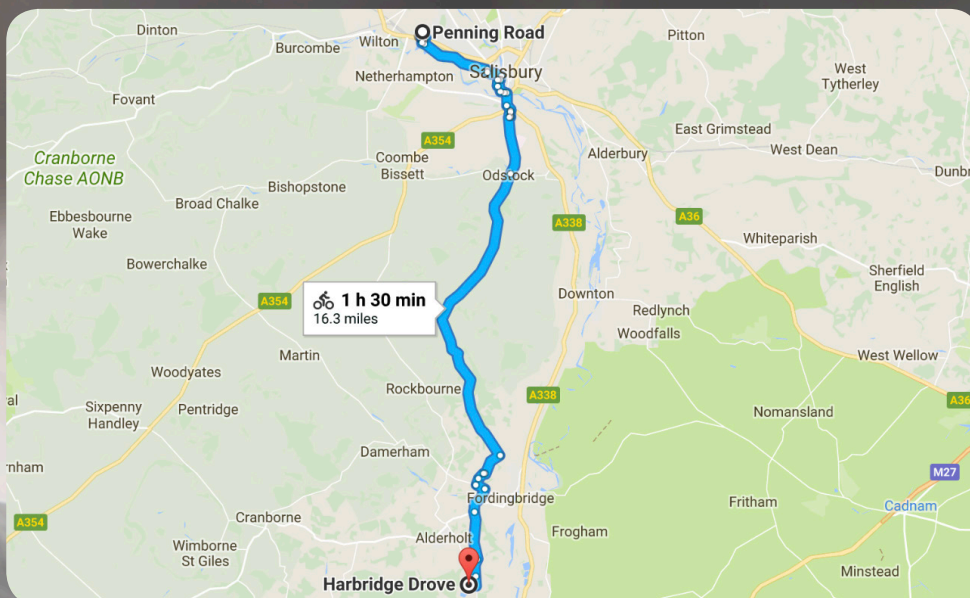 Penning Road
Dinton
Wilton
Pitton
Burcombe
Salisbury
Netherhampton
West
Tytherley
Fovant
East Grimstead
A354
Coombe
Bissett
Alderbury
West Dean
Cranborne
Chase AONB
Odstock
Bishopstone
Broad Chalke
Ebbesbourne
Wake
A338
A36
Whiteparish
Bowerchalke
Sherfield
English
A354
1 h 30 min
16.3 miles
Downton
Redlynch
Woodfalls
Martin
West Wellow
Woodyates
Rockbourne
A338
Sixpenny
Handley
Pentridge
Nomansland
Damerham
M27
Fordingbridge
Fritham
Cadnam
A354
Cranborne
Alderholt
Frogham
Wimborne
St Giles
Minstead
Harbridge Drove